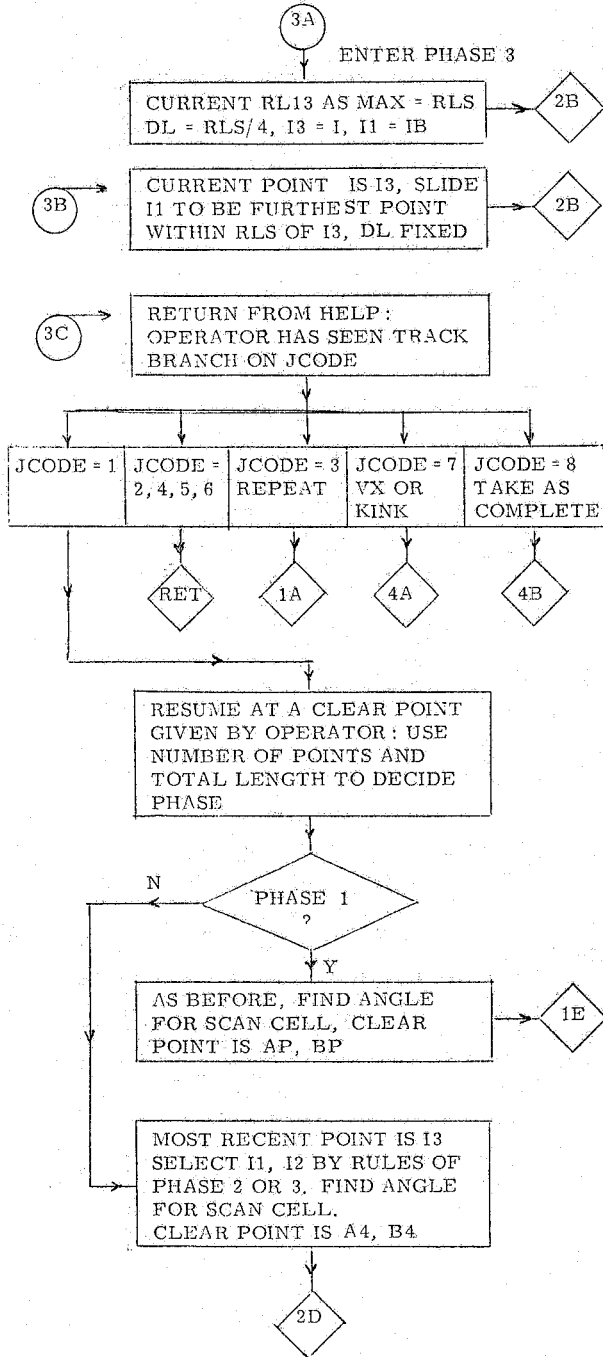 3A
ENTER PHASE 3
CURRENT RL13 AS MAX = RLS
DL = RLS/4, I3 = I, I1 = IB
2B
3B
CURRENT POINT IS I3, SLIDE
I1 TO BE FURTHEST POINT
WITHIN RLS OF I3, DL FIXED
2B
3C
RETURN FROM HELP:
OPERATOR HAS SEEN TRACK
BRANCH ON JCODE
JCODE = 1
JCODE =
2, 4, 5, 6
JCODE = 3
REPEAT
JCODE = 7
VX OR
KINK
JCODE = 8
TAKE AS
COMPLETE
RET
1A
4A
4B
RESUME AT A CLEAR POINT
GIVEN BY OPERATOR: USE
NUMBER OF POINTS AND
TOTAL LENGTH TO DECIDE
PHASE
N
PHASE 1
?
Y
AS BEFORE, FIND ANGLE
FOR SCAN CELL, CLEAR
POINT IS AP, BP
1E
MOST RECENT POINT IS I3
SELECT I1, I2 BY RULES OF
PHASE 2 OR 3. FIND ANGLE
FOR SCAN CELL.
CLEAR POINT IS A4, B4
2D